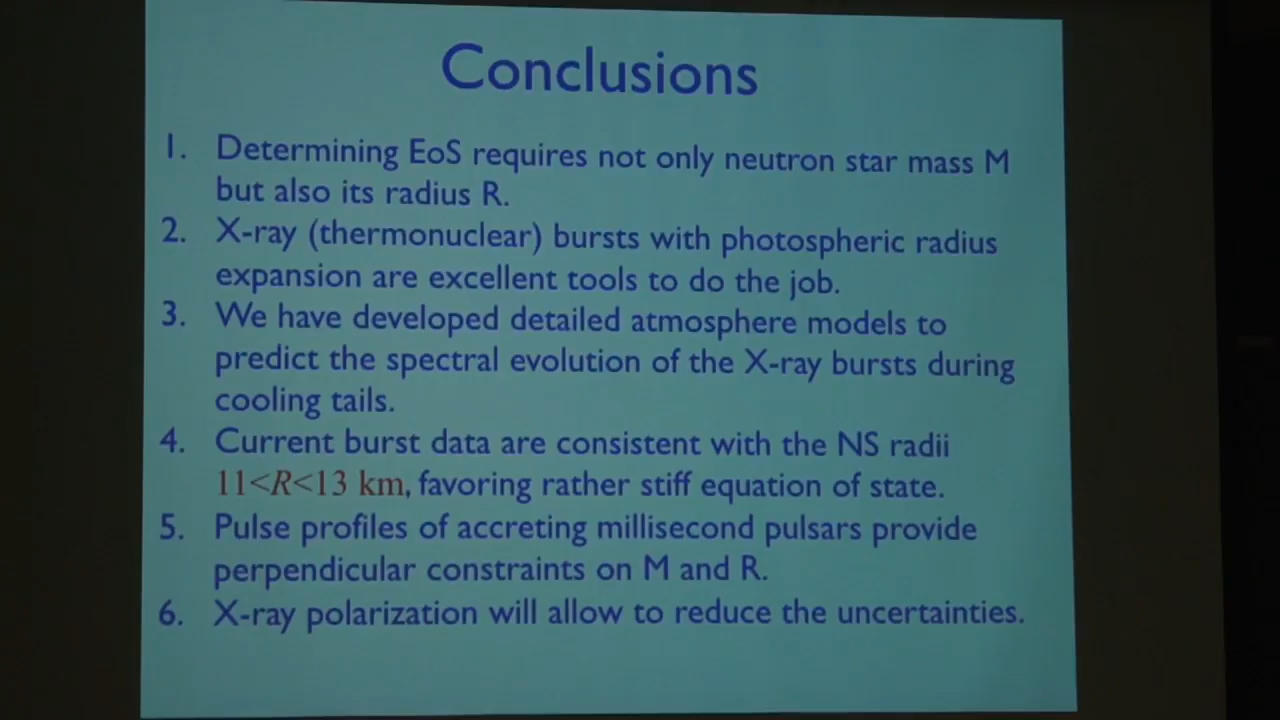 Conclusions
1. Determining EoS requires not only neutron star mass M
but also its radius R.
2. X-ray (thermonuclear) bursts with photospheric radius
expansion are excellent tools to do the job.
3. We have developed detailed atmosphere models to
predict the spectral evolution of the X-ray bursts during
cooling tails.
4. Current burst data are consistent with the NS radii
11<R<13 km, favoring rather stiff equation of state.
5. Pulse profiles of accreting millisecond pulsars provide
perpendicular constraints on M and R.
6. X-ray polarization will allow to reduce the uncertainties.